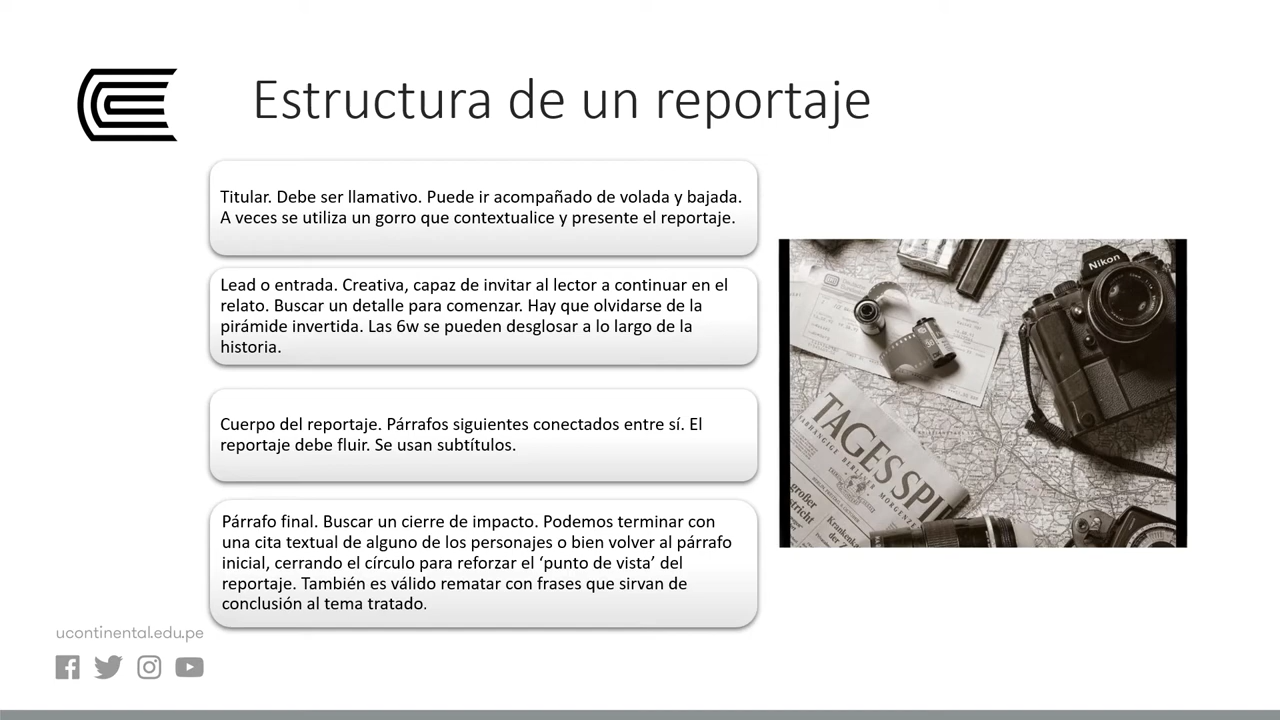 Estructura de un reportaje
Titular. Debe ser llamativo. Puede ir acompañado de volada y bajada.
A veces se utiliza un gorro que contextualice y presente el reportaje.
Lead o entrada. Creativa, capaz de invitar al lector a continuar en el
relato. Buscar un detalle para comenzar. Hay que olvidarse de la
pirámide invertida. Las 6w se pueden desglosar a lo largo de la
historia.
Cuerpo del reportaje. Párrafos siguientes conectados entre sí. El
reportaje debe fluir. Se usan subtítulos.
Párrafo final. Buscar un cierre de impacto. Podemos terminar con
una cita textual de alguno de los personajes o bien volver al párrafo
inicial, cerrando el círculo para reforzar el ‘punto de vista’ del
reportaje. También es válido rematar con frases que sirvan de
conclusión al tema tratado.
Nikon
TAGESSPI
großer
Krankenka
ucontinental.edu.pe